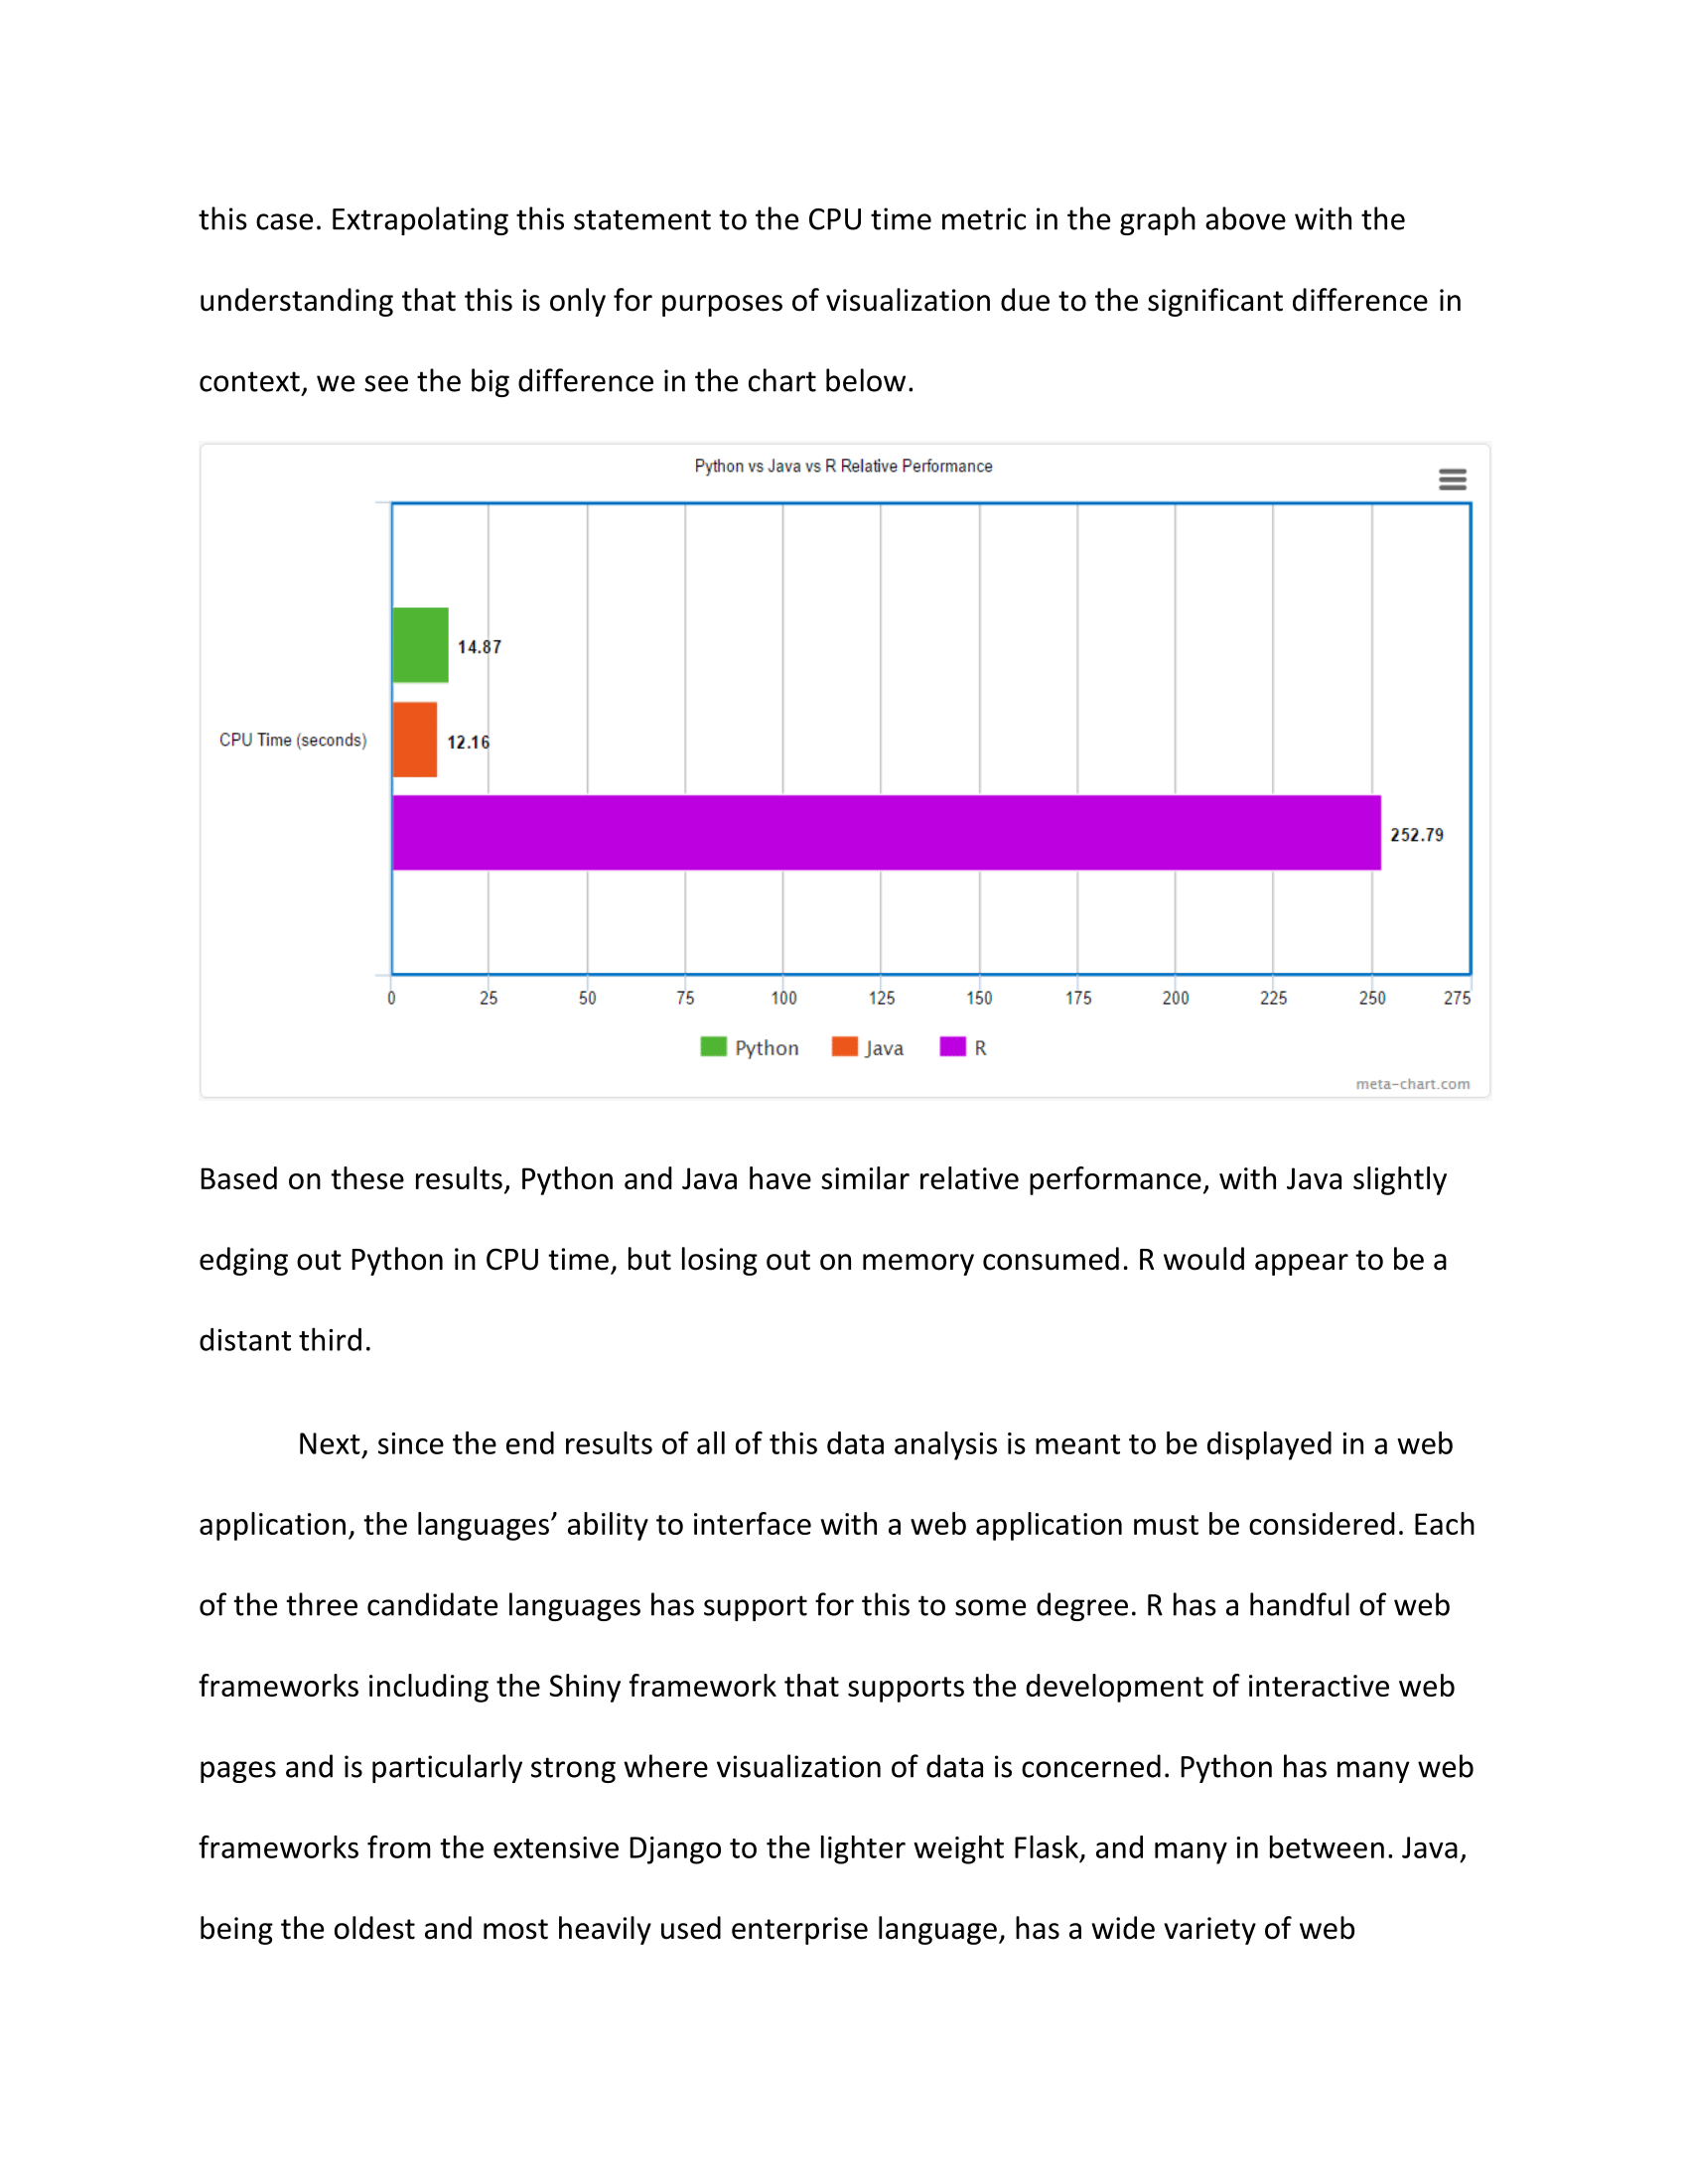 this case. Extrapolating this statement to the CPU time metric in the graph above with the
understanding that this is only for purposes of visualization due to the significant difference in
context, we see the big difference in the chart below.
Python vs Java vs R Relative Performance
14.87
CPU Time (seconds)
12.16
252.79
0 25 50 75 100 125 150 175 200 225 250 275
Python Java R
meta-chart.com
Based on these results, Python and Java have similar relative performance, with Java slightly
edging out Python in CPU time, but losing out on memory consumed. R would appear to be a
distant third.
Next, since the end results of all of this data analysis is meant to be displayed in a web
application, the languages’ ability to interface with a web application must be considered. Each
of the three candidate languages has support for this to some degree. R has a handful of web
frameworks including the Shiny framework that supports the development of interactive web
pages and is particularly strong where visualization of data is concerned. Python has many web
frameworks from the extensive Django to the lighter weight Flask, and many in between. Java,
being the oldest and most heavily used enterprise language, has a wide variety of web